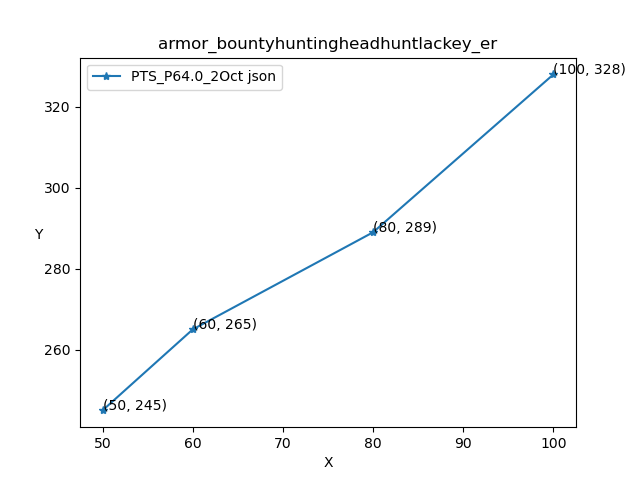 armor_bountyhuntingheadhuntlackey_er
PTS_P64.0_2Oct json
(100, 328)
320
300
Y
(80, 289)
280
(60, 265)
260
(50, 245)
50 60 70 80 90 100
X